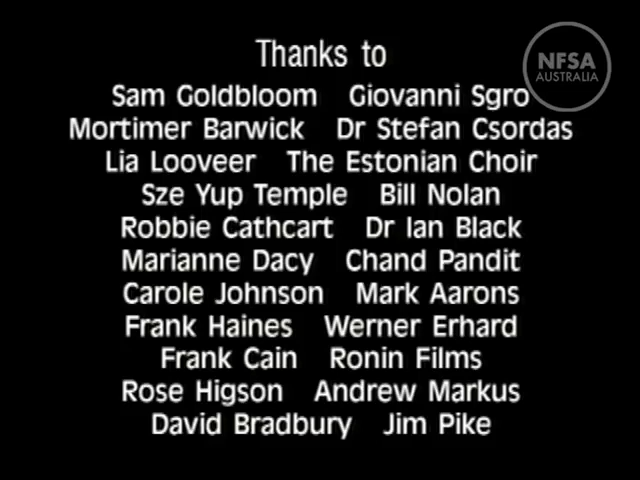 Thanks to
NFSA
AUSTRALIA
Sam Goldbloom Giovanni Sgro
Mortimer Barwick Dr Stefan Csordas
Lia Looveer The Estonian Choir
Sze Yup Temple Bill Nolan
Robbie Cathcart Dr Ian Black
Marianne Dacy Chand Pandit
Carole Johnson Mark Aarons
Frank Haines Werner Erhard
Frank Cain Ronin Films
Rose Higson Andrew Markus
David Bradbury Jim Pike